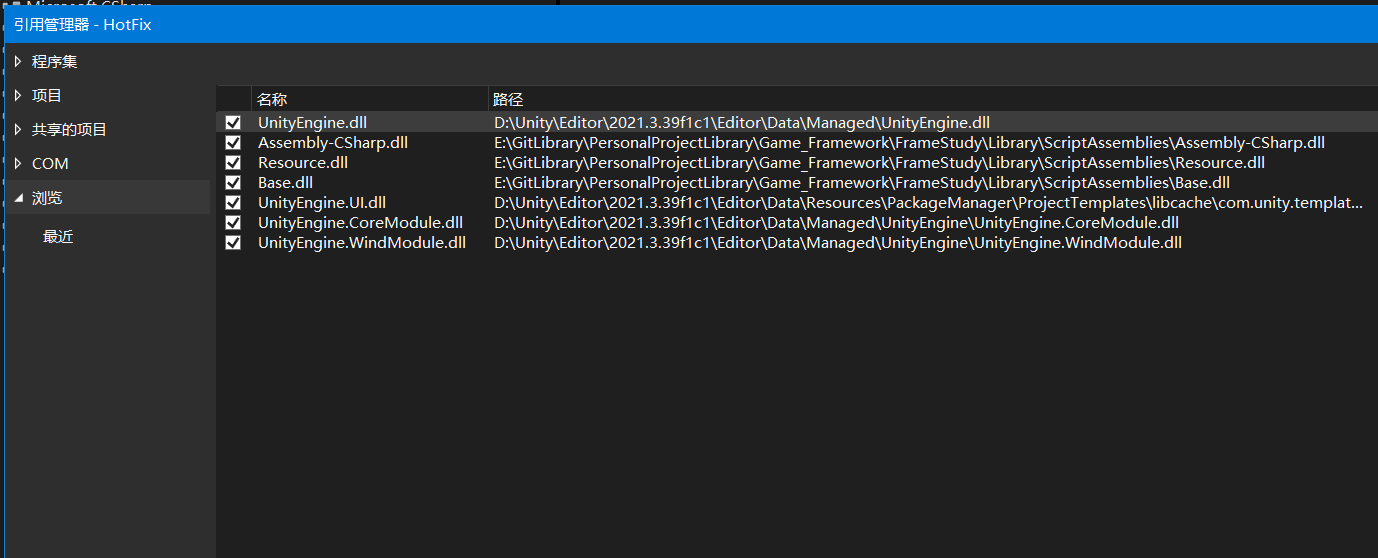 Microsoft.CSharp
引用管理器 - HotFix
程序集
项目
共享的项目
COM
浏览
最近
名称 路径
UnityEngine.dll D:\Unity\Editor\2021.3.39f1c1\Editor\Data\Managed\UnityEngine.dll
Assembly-CSharp.dll E:\GitLibrary\PersonalProjectLibrary\Game_Framework\FrameStudy\Library\ScriptAssemblies\Assembly-CSharp.dll
Resource.dll E:\GitLibrary\PersonalProjectLibrary\Game_Framework\FrameStudy\Library\ScriptAssemblies\Resource.dll
Base.dll E:\GitLibrary\PersonalProjectLibrary\Game_Framework\FrameStudy\Library\ScriptAssemblies\Base.dll
UnityEngine.UI.dll D:\Unity\Editor\2021.3.39f1c1\Editor\Data\Resources\PackageManager\ProjectTemplates\libcache\com.unity.templat...
UnityEngine.CoreModule.dll D:\Unity\Editor\2021.3.39f1c1\Editor\Data\Managed\UnityEngine\UnityEngine.CoreModule.dll
UnityEngine.WindModule.dll D:\Unity\Editor\2021.3.39f1c1\Editor\Data\Managed\UnityEngine\UnityEngine.WindModule.dll